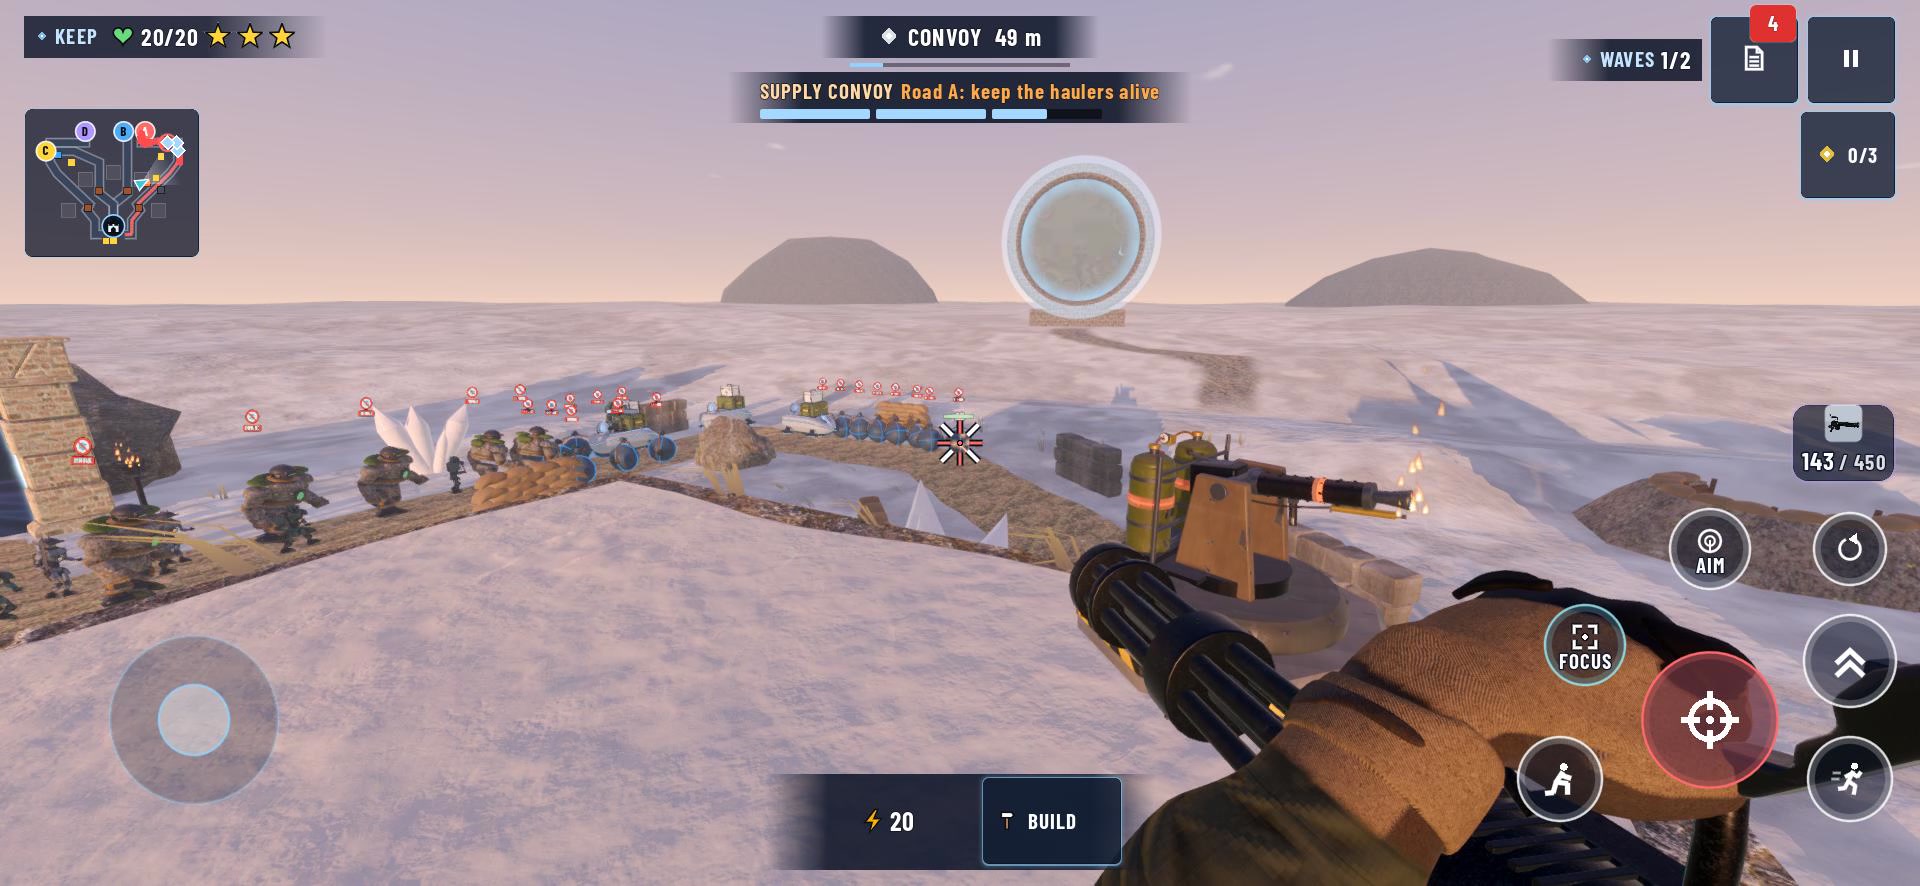 KEEP 20/20
CONVOY 49 m
SUPPLY CONVOY Road A: keep the haulers alive
WAVES 1/2
4
0/3
D
B
C
143 / 450
AIM
FOCUS
20
BUILD